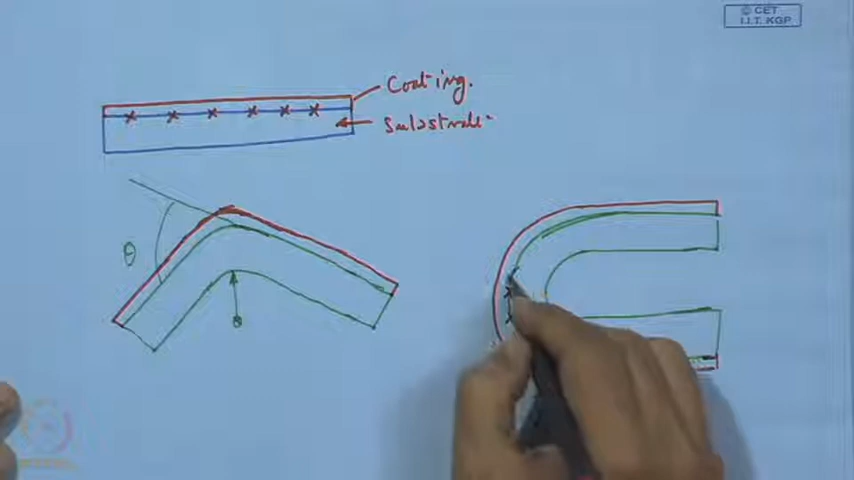 © CET
I.I.T. KGP
Coating.
Substrate
θ
θ